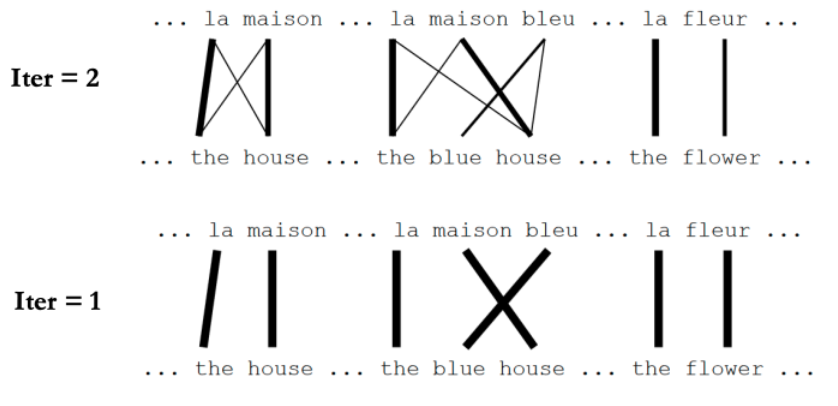 ... la maison ... la maison bleu ... la fleur ...
Iter = 2
... the house ... the blue house ... the flower ...
... la maison ... la maison bleu ... la fleur ...
Iter = 1
... the house ... the blue house ... the flower ...